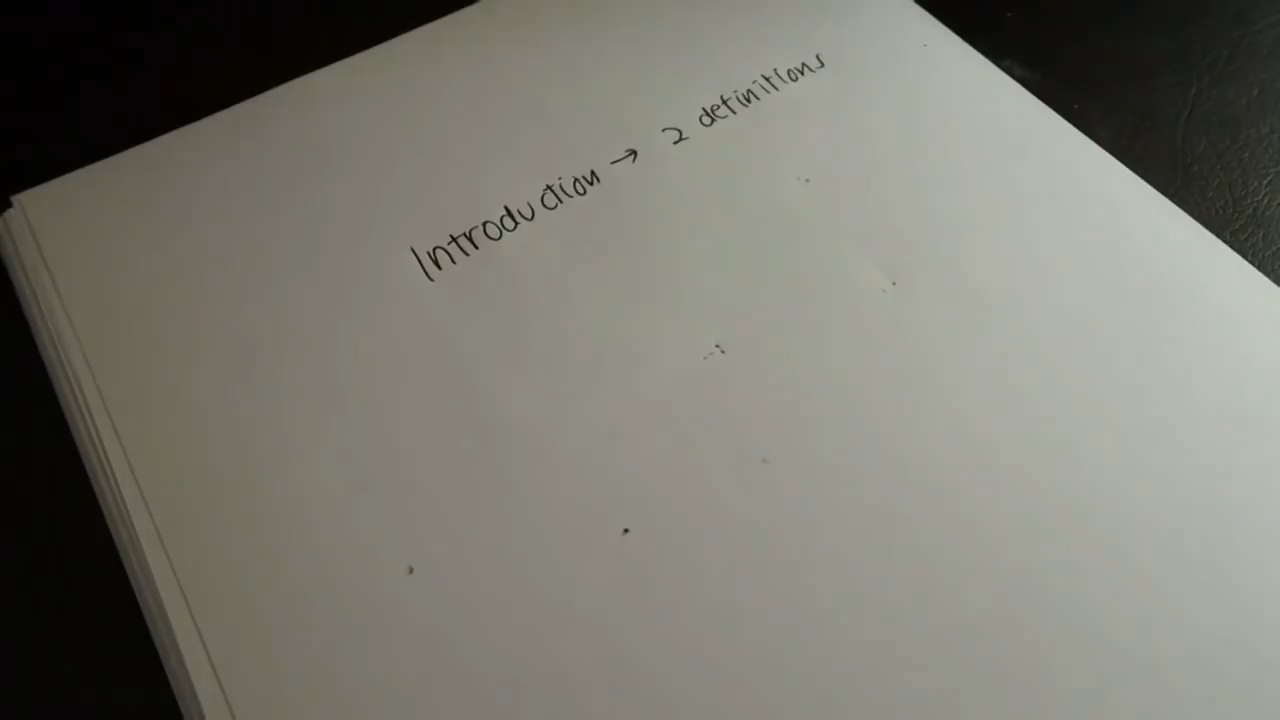 Introduction → 2 definitions